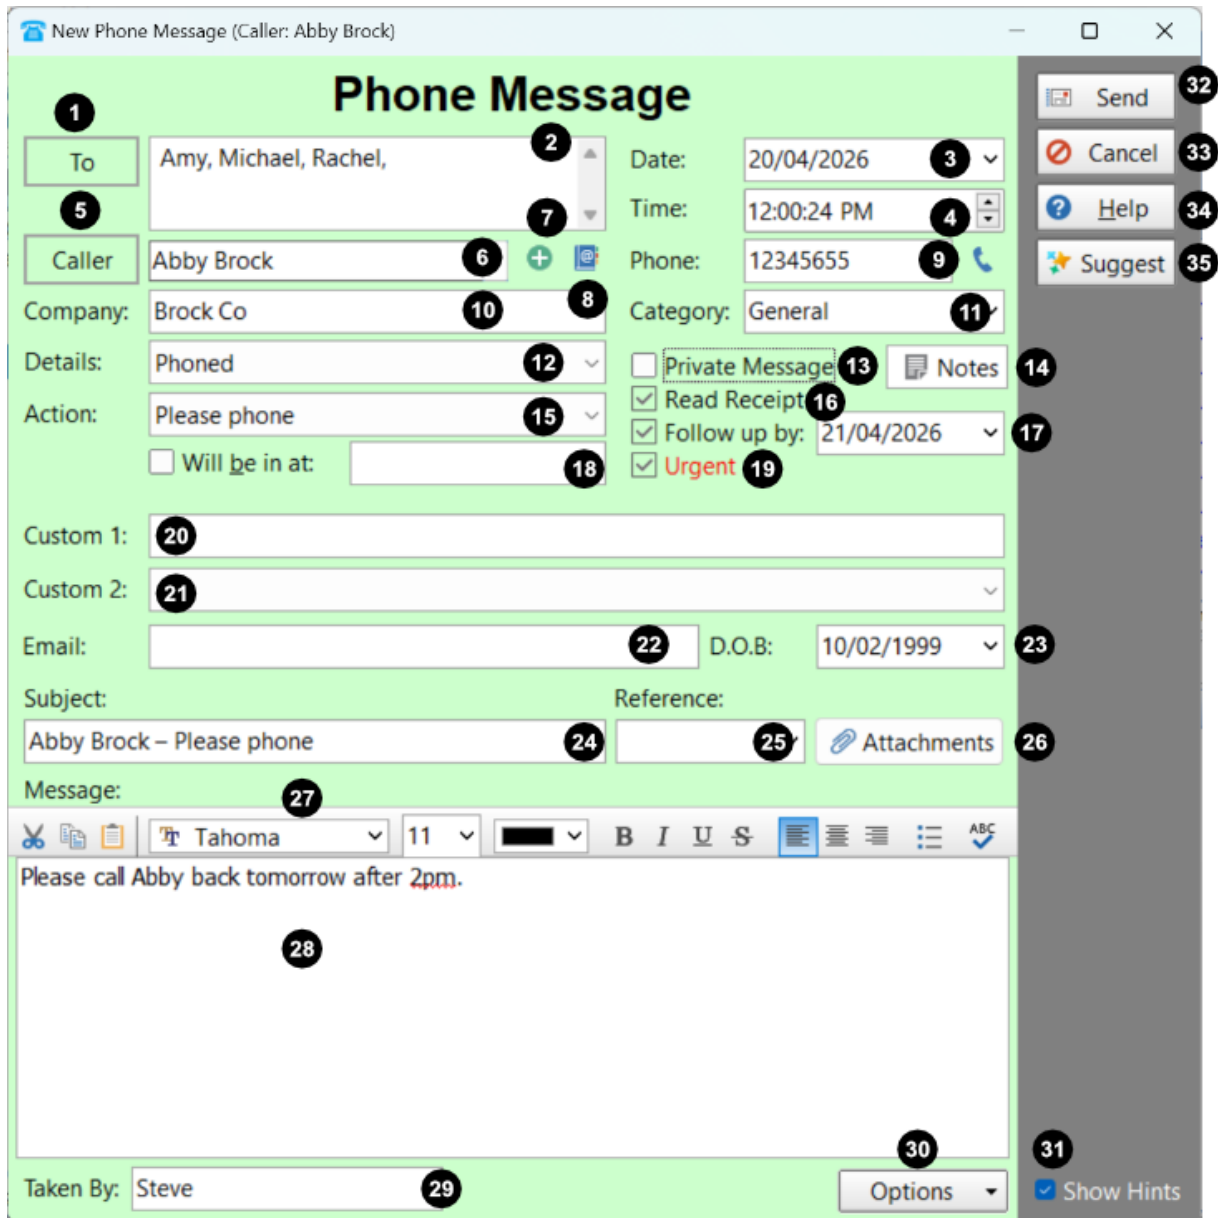 New Phone Message (Caller: Abby Brock)
Phone Message
1
32 Send
To
Amy, Michael, Rachel,
2
Date: 20/04/2026 3
Cancel 33
5
7
Time: 12:00:24 PM 4
Help 34
Caller Abby Brock 6
Phone: 12345655 9
Suggest 35
8
Company: Brock Co 10
Category: General 11
Details: Phoned 12
Private Message 13
Notes 14
Read Receipt 16
Action: Please phone 15
Follow up by: 21/04/2026 17
Will be in at: 18
Urgent 19
Custom 1: 20
Custom 2: 21
Email: 22
D.O.B: 10/02/1999 23
Subject:
Reference:
Abby Brock – Please phone 24
25
Attachments 26
Message:
27
Tahoma 11 B I U S ABC
Please call Abby back tomorrow after 2pm.
28
30
31
Taken By: Steve 29
Options
Show Hints